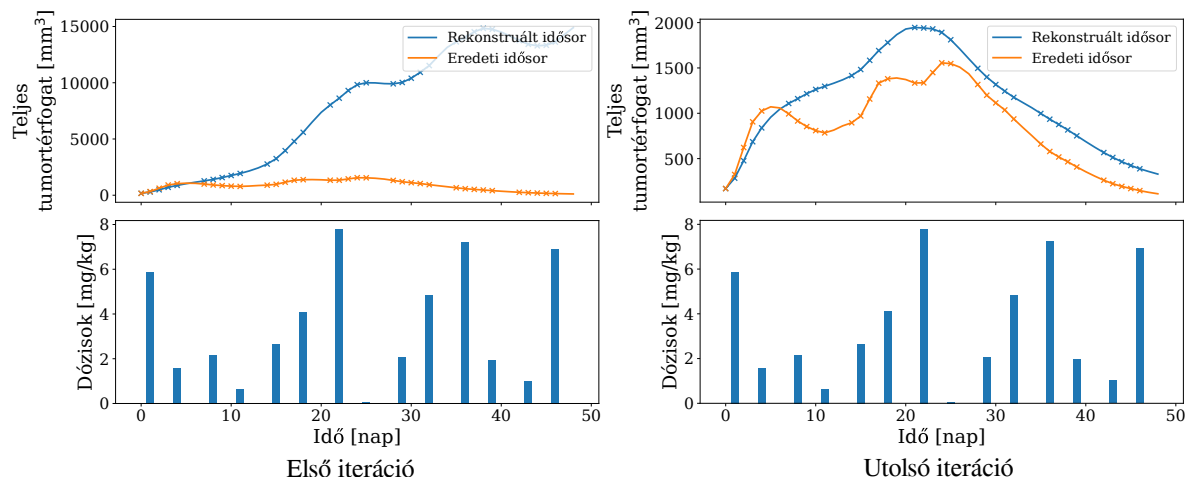 15000
10000
5000
0
Teljes
tumortérfogat [mm³]
Rekonstruált idősor
Eredeti idősor
8
6
4
2
0
Dózisok [mg/kg]
0 10 20 30 40 50
Idő [nap]
Első iteráció
2000
1500
1000
500
Teljes
tumortérfogat [mm³]
Rekonstruált idősor
Eredeti idősor
8
6
4
2
0
Dózisok [mg/kg]
0 10 20 30 40 50
Idő [nap]
Utolsó iteráció